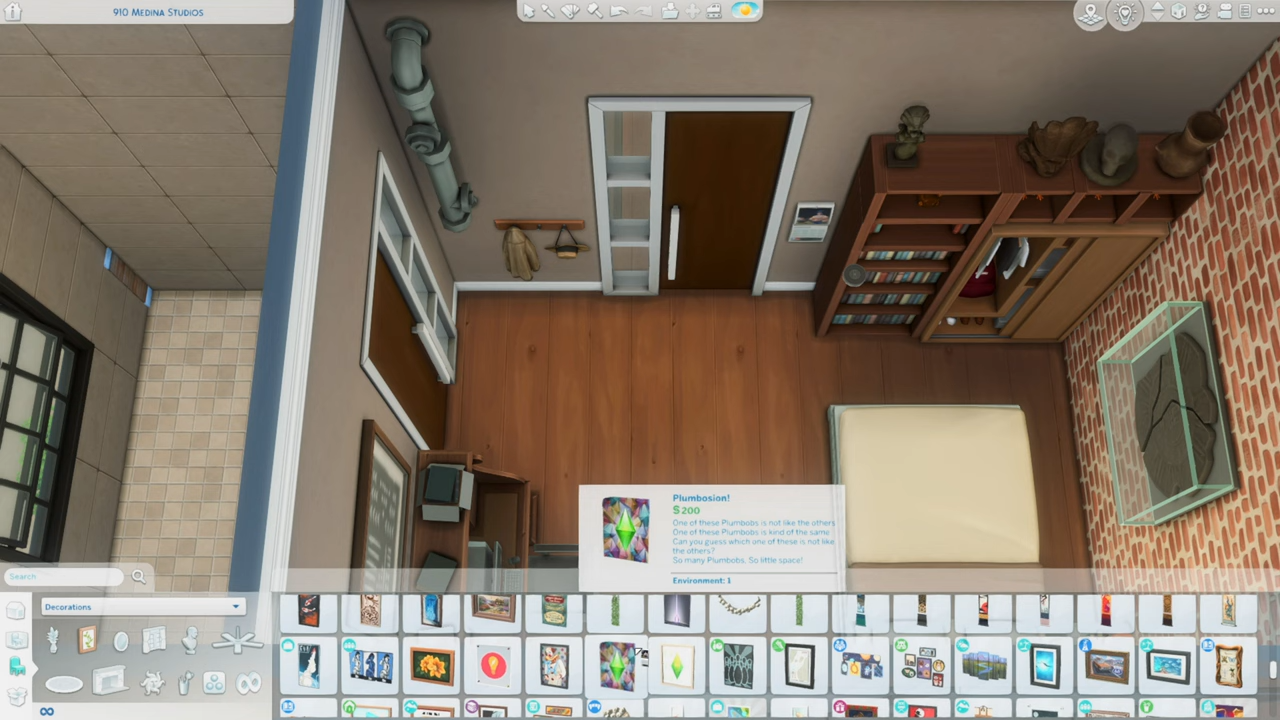 910 Medina Studios
Plumbosion!
$200
One of these Plumbobs is not like the others
One of these Plumbobs is kind of the same
Can you guess which one of these is not like
the others?
So many Plumbobs. So little space!
Environment: 1
Search
Decorations